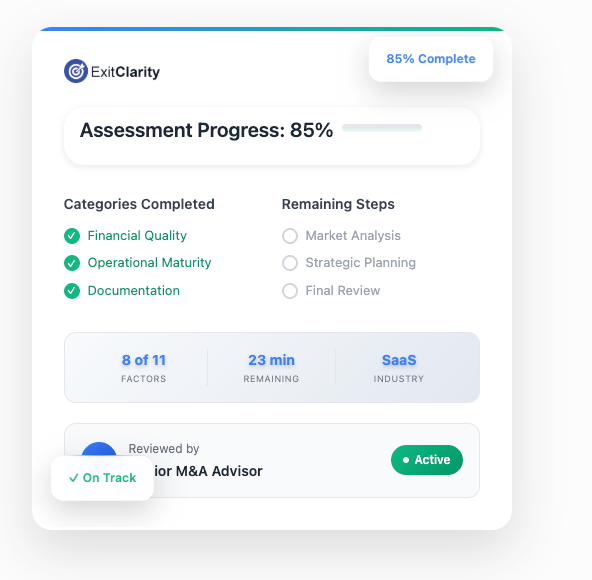 ExitClarity
85% Complete
Assessment Progress: 85%
Categories Completed
Financial Quality
Operational Maturity
Documentation
Remaining Steps
Market Analysis
Strategic Planning
Final Review
8 of 11
FACTORS
23 min
REMAINING
SaaS
INDUSTRY
Reviewed by
ior M&A Advisor
Active
✓ On Track